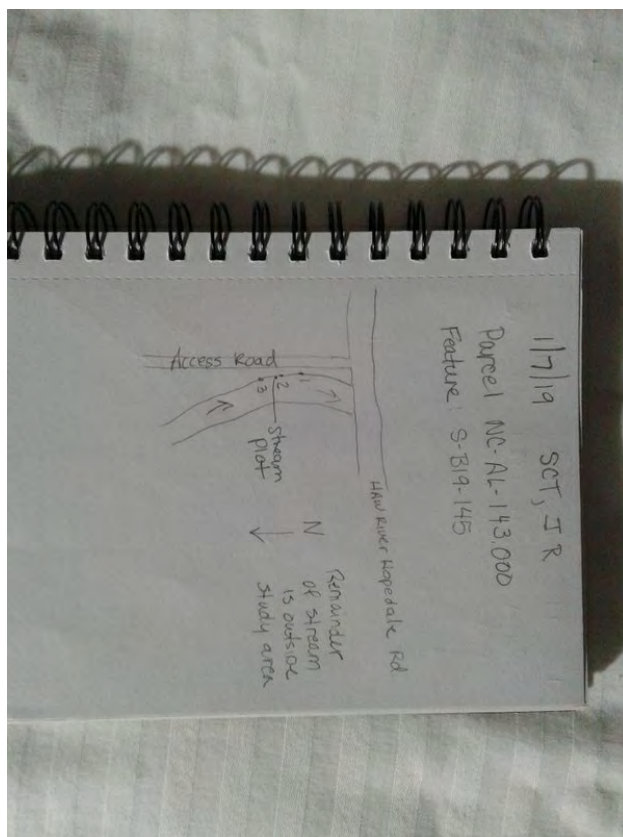 1/7/19 SCT, JR
Parcel NC-AL-143.000
Feature: S-B19-145
HAW River Hopedale Rd
Access Road
1
2
3
Stream
Plot
N
Remainder
of stream
is outside
study area